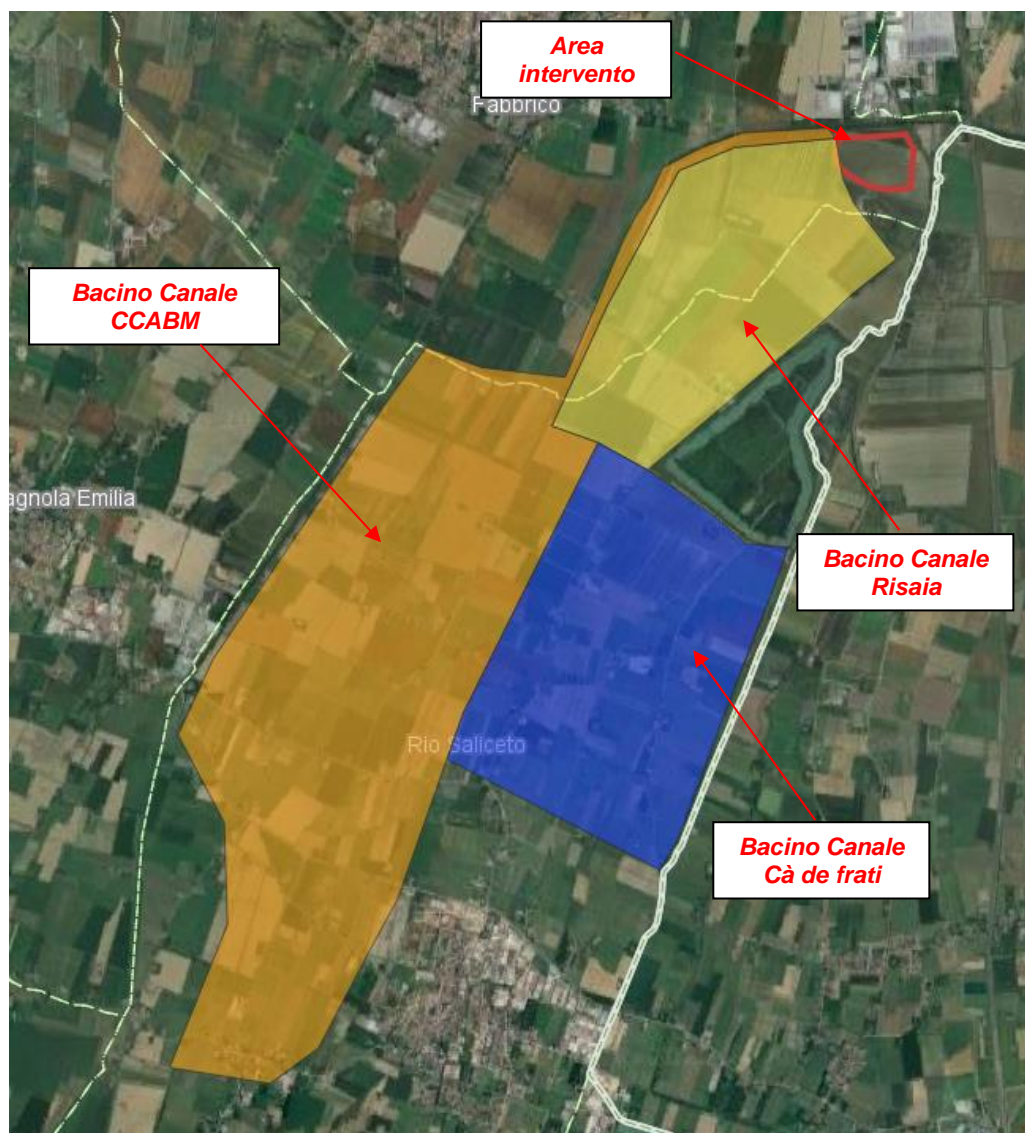 Area
intervento
Fabbrico
Bacino Canale
CCABM
agnola Emilia
Bacino Canale
Risaia
Rio Saliceto
Bacino Canale
Cà de frati